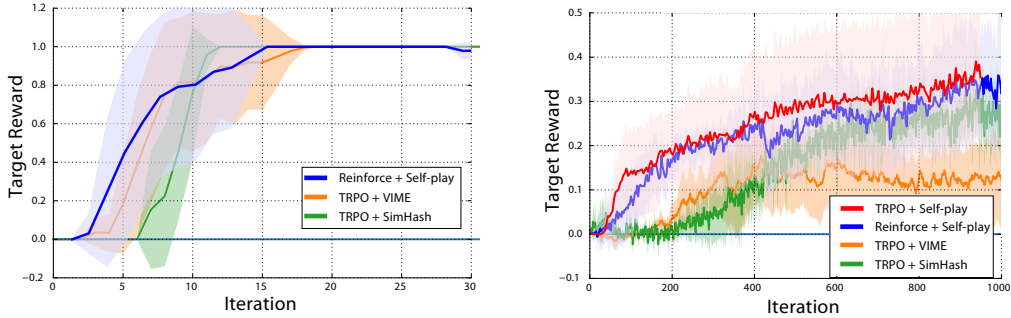 1.2
1.0
0.8
0.6
0.4
0.2
0.0
−0.2
0
5
10
15
20
25
30
Target Reward
Iteration
Reinforce + Self-play
TRPO + VIME
TRPO + SimHash
0.5
0.4
0.3
0.2
0.1
0.0
−0.1
0
200
400
600
800
1000
Target Reward
Iteration
TRPO + Self-play
Reinforce + Self-play
TRPO + VIME
TRPO + SimHash